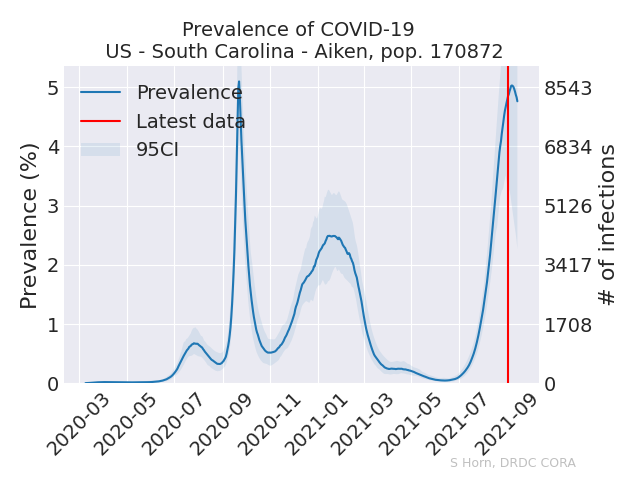 Prevalence of COVID-19
US - South Carolina - Aiken, pop. 170872
Prevalence
Latest data
95CI
Prevalence (%)
5
4
3
2
1
0
# of infections
8543
6834
5126
3417
1708
0
2020-03
2020-05
2020-07
2020-09
2020-11
2021-01
2021-03
2021-05
2021-07
2021-09
S Horn, DRDC CORA